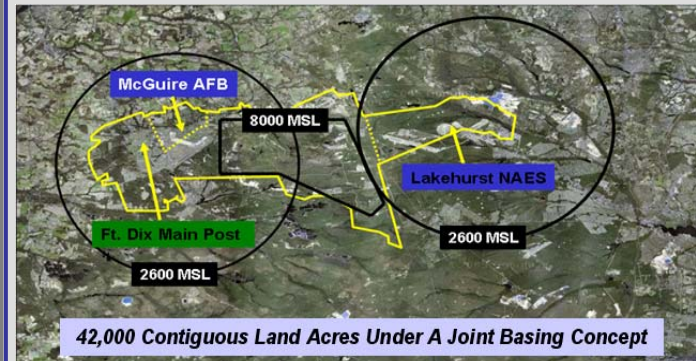 McGuire AFB
8000 MSL
Lakehurst NAES
Ft. Dix Main Post
2600 MSL
2600 MSL
42,000 Contiguous Land Acres Under A Joint Basing Concept